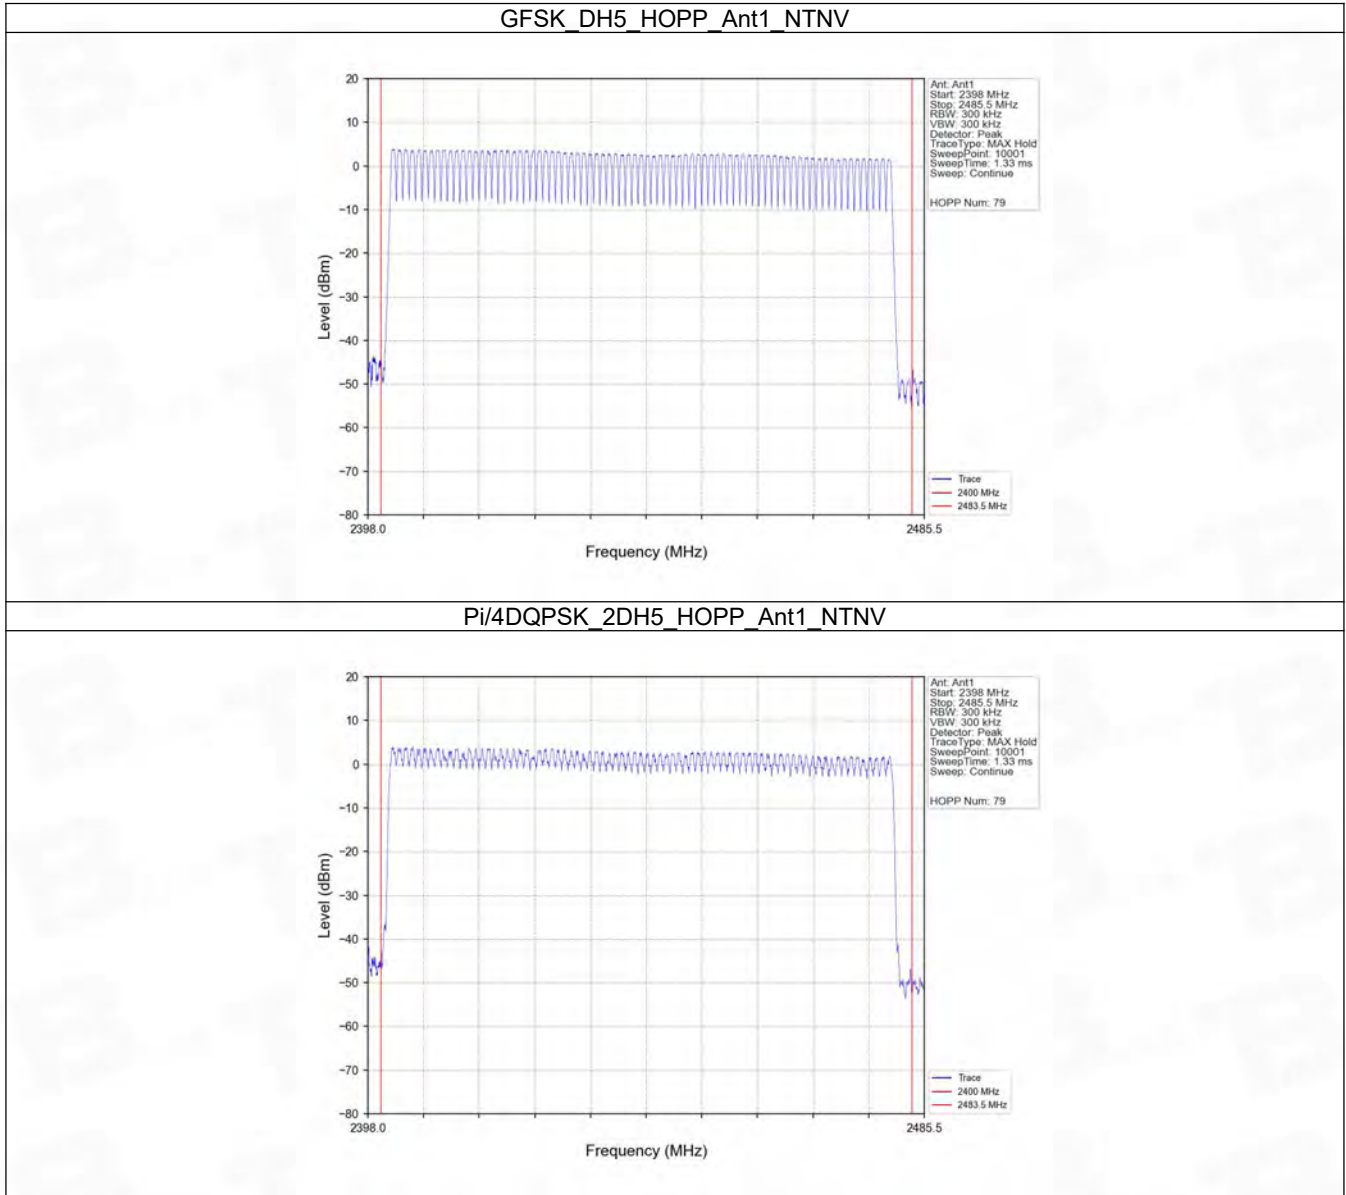 GFSK_DH5_HOPP_Ant1_NTNV
20
10
0
−10
−20
−30
−40
−50
−60
−70
−80
Level (dBm)
2398.0
2485.5
Frequency (MHz)
Ant: Ant1
Start: 2398 MHz
Stop: 2485.5 MHz
RBW: 300 kHz
VBW: 300 kHz
Detector: Peak
TraceType: MAX Hold
SweepPoint: 10001
SweepTime: 1.33 ms
Sweep: Continue
HOPP Num: 79
Trace
2400 MHz
2483.5 MHz
Pi/4DQPSK_2DH5_HOPP_Ant1_NTNV
20
10
0
−10
−20
−30
−40
−50
−60
−70
−80
Level (dBm)
2398.0
2485.5
Frequency (MHz)
Ant: Ant1
Start: 2398 MHz
Stop: 2485.5 MHz
RBW: 300 kHz
VBW: 300 kHz
Detector: Peak
TraceType: MAX Hold
SweepPoint: 10001
SweepTime: 1.33 ms
Sweep: Continue
HOPP Num: 79
Trace
2400 MHz
2483.5 MHz